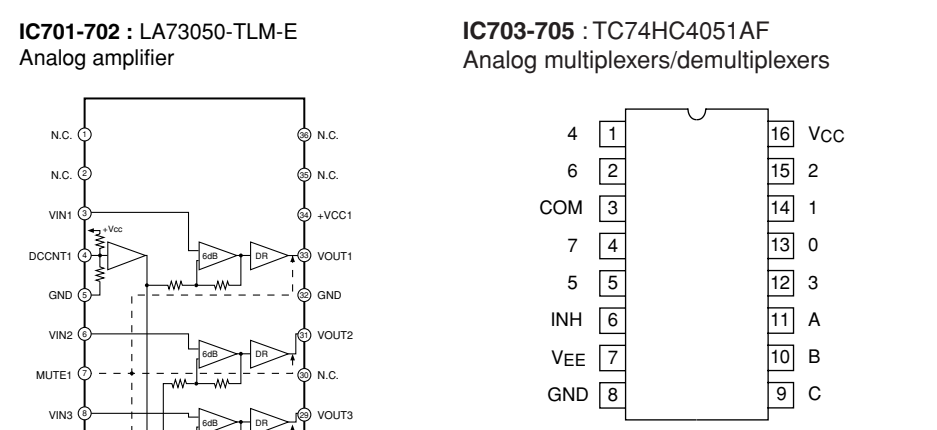 IC701-702 : LA73050-TLM-E
Analog amplifier
N.C. 1
36 N.C.
N.C. 2
35 N.C.
VIN1 3
34 +VCC1
+Vcc
DCCNT1 4
6dB
DR
33 VOUT1
GND 5
32 GND
VIN2 6
31 VOUT2
6dB
DR
MUTE1 7
30 N.C.
VIN3 8
29 VOUT3
6dB
DR
IC703-705 : TC74HC4051AF
Analog multiplexers/demultiplexers
4 1
16 VCC
6 2
15 2
COM 3
14 1
7 4
13 0
5 5
12 3
INH 6
11 A
VEE 7
10 B
GND 8
9 C